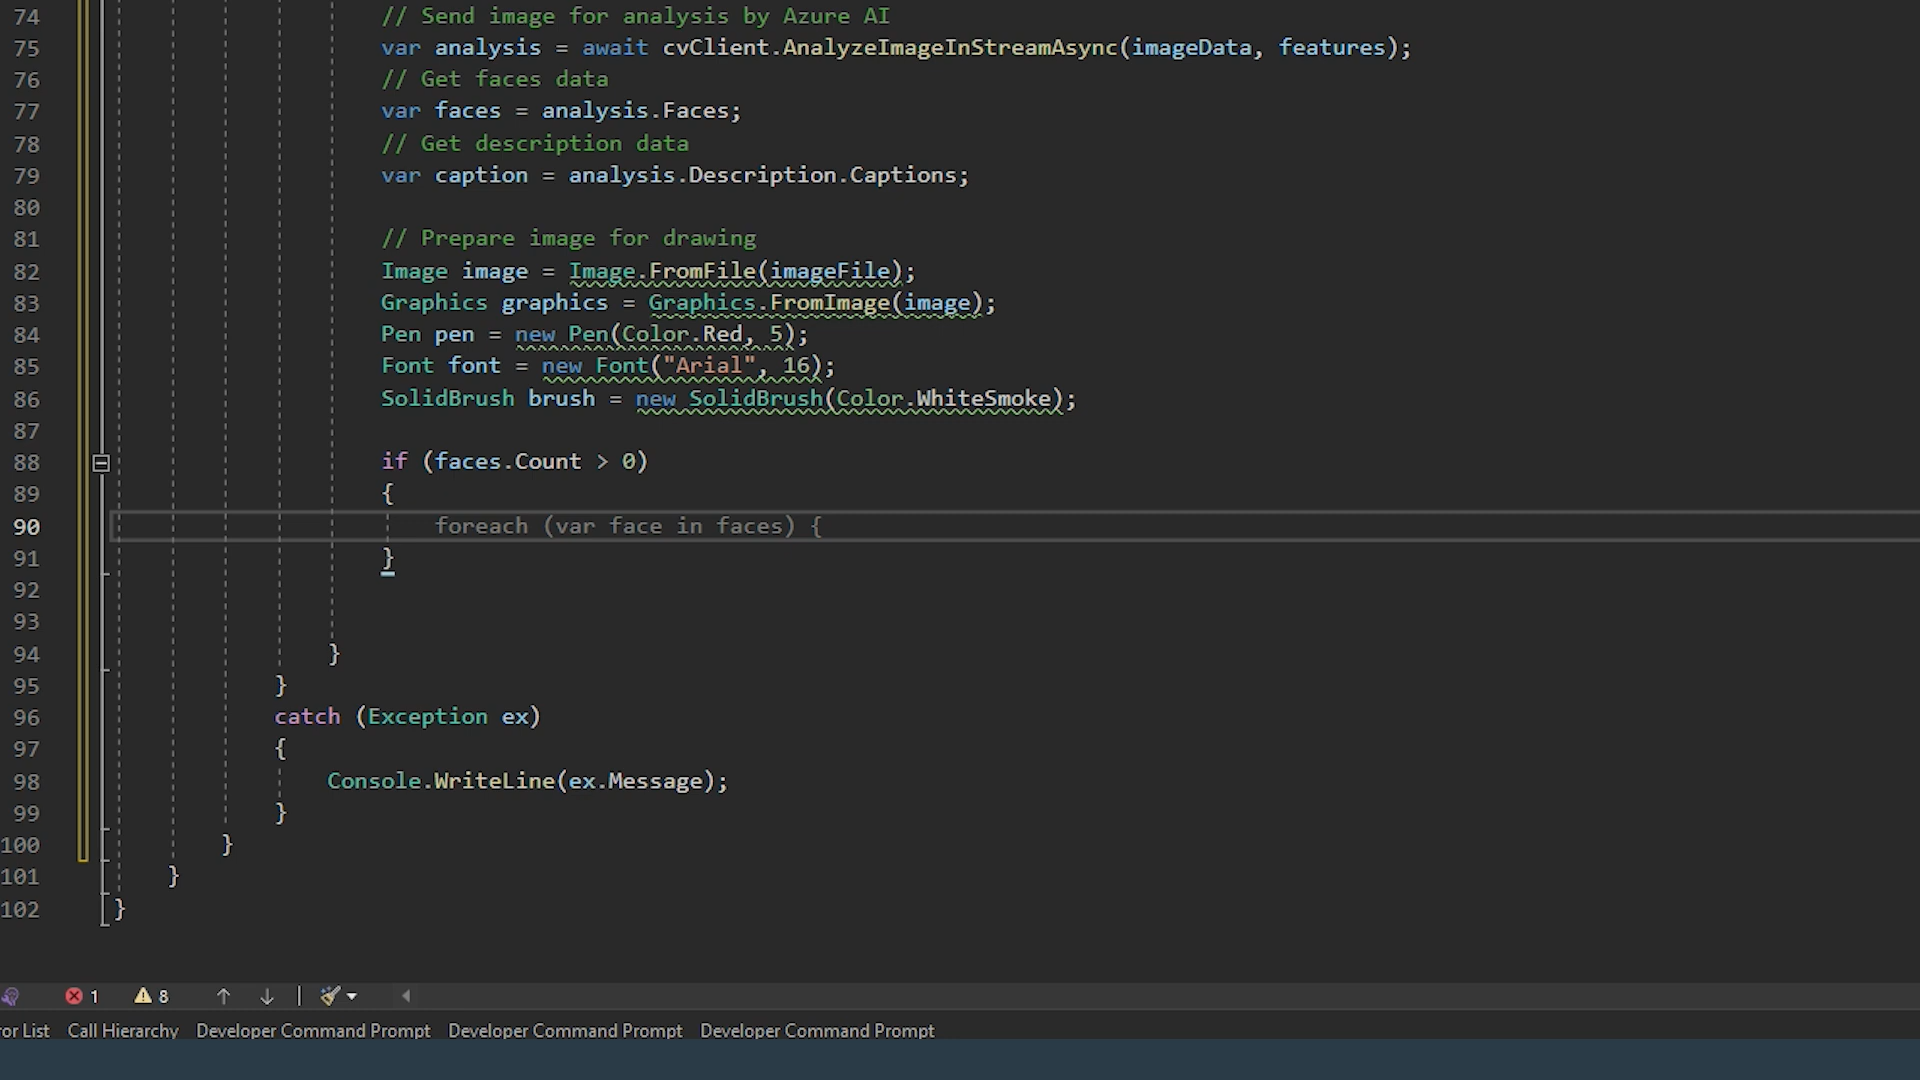 74 // Send image for analysis by Azure AI
75 var analysis = await cvClient.AnalyzeImageInStreamAsync(imageData, features);
76 // Get faces data
77 var faces = analysis.Faces;
78 // Get description data
79 var caption = analysis.Description.Captions;
80
81 // Prepare image for drawing
82 Image image = Image.FromFile(imageFile);
83 Graphics graphics = Graphics.FromImage(image);
84 Pen pen = new Pen(Color.Red, 5);
85 Font font = new Font("Arial", 16);
86 SolidBrush brush = new SolidBrush(Color.WhiteSmoke);
87
88 if (faces.Count > 0)
89 {
90 foreach (var face in faces) {
91 }
92
93
94 }
95 }
96 catch (Exception ex)
97 {
98 Console.WriteLine(ex.Message);
99 }
100 }
101 }
102 }
1 8
or List Call Hierarchy Developer Command Prompt Developer Command Prompt Developer Command Prompt